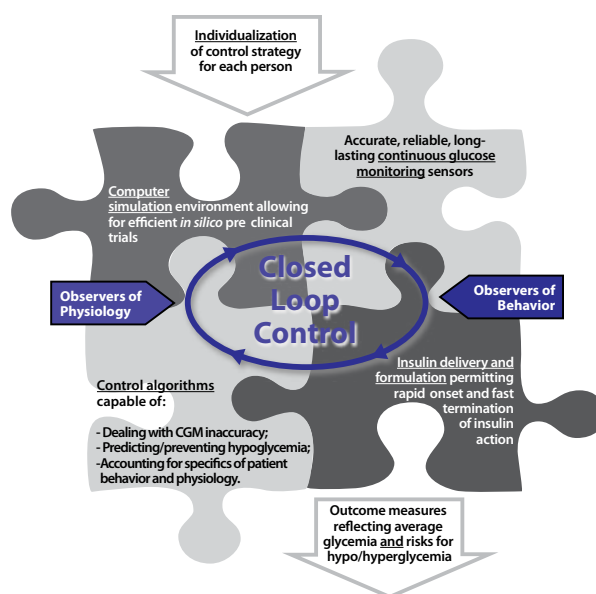 Individualization
of control strategy
for each person
Accurate, reliable, long-
lasting continuous glucose
monitoring sensors
Computer
simulation environment allowing
for efficient in silico pre clinical
trials
Closed
Loop
Control
Observers of
Physiology
Observers of
Behavior
Insulin delivery and
formulation permitting
rapid onset and fast
termination
of insulin
action
Control algorithms
capable of:
- Dealing with CGM inaccuracy;
- Predicting/preventing hypoglycemia;
-Accounting for specifics of patient
behavior and physiology.
Outcome measures
reflecting average
glycemia and risks for
hypo/hyperglycemia